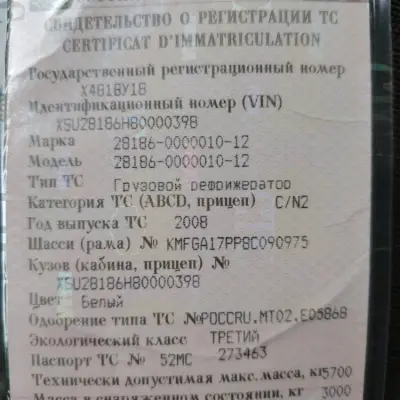 СВИДЕТЕЛЬСТВО О РЕГИСТРАЦИИ ТС
CERTIFICAT D'IMMATRICULATION
Государственный регистрационный номер
X4818Y18
Идентификационный номер (VIN)
XSU28186H80000398
Марка 28186-0000010-12
Модель 28186-0000010-12
Тип ТС Грузовой рефрижератор
Категория ТС (ABCD, прицеп) C/N2
Год выпуска ТС 2008
Шасси (рама) № KMFGA17PP8C090975
Кузов (кабина, прицеп) №
XSU28186H80000398
Цвет Белый
Одобрение типа ТС №РОССRU.МТ02.Е05868
Экологический класс ТРЕТИЙ
Паспорт ТС № 52МС 273463
Технически допустимая макс. масса, кг 5700
Масса в снаряженном состоянии, кг 3000